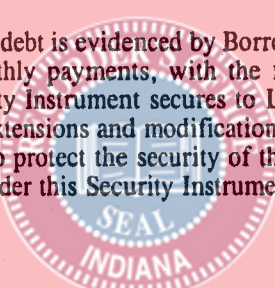 debt is evidenced by Borre
thly payments, with the
ty Instrument secures to L
xtensions and modification
o protect the security of th
der this Security Instrume
SEAL
INDIANA